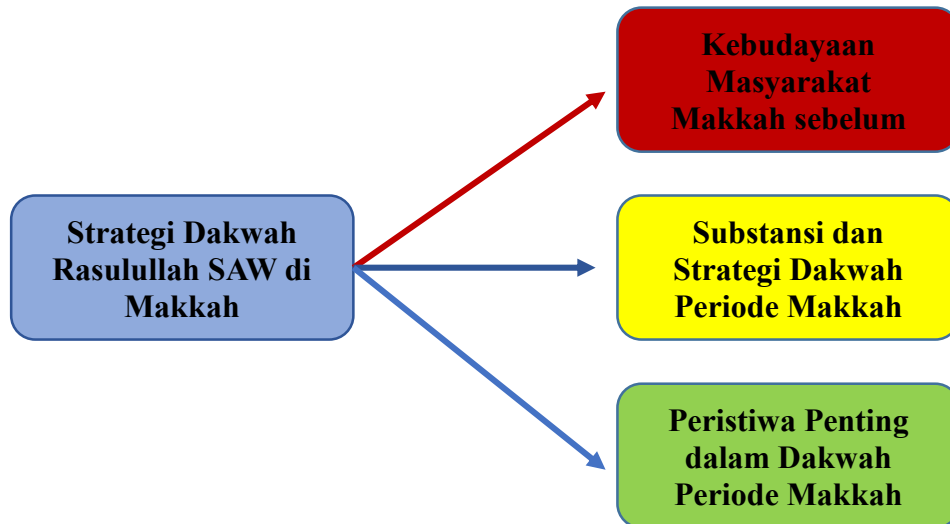 Strategi Dakwah
Rasulullah SAW di
Makkah
Kebudayaan
Masyarakat
Makkah sebelum
Substansi dan
Strategi Dakwah
Periode Makkah
Peristiwa Penting
dalam Dakwah
Periode Makkah